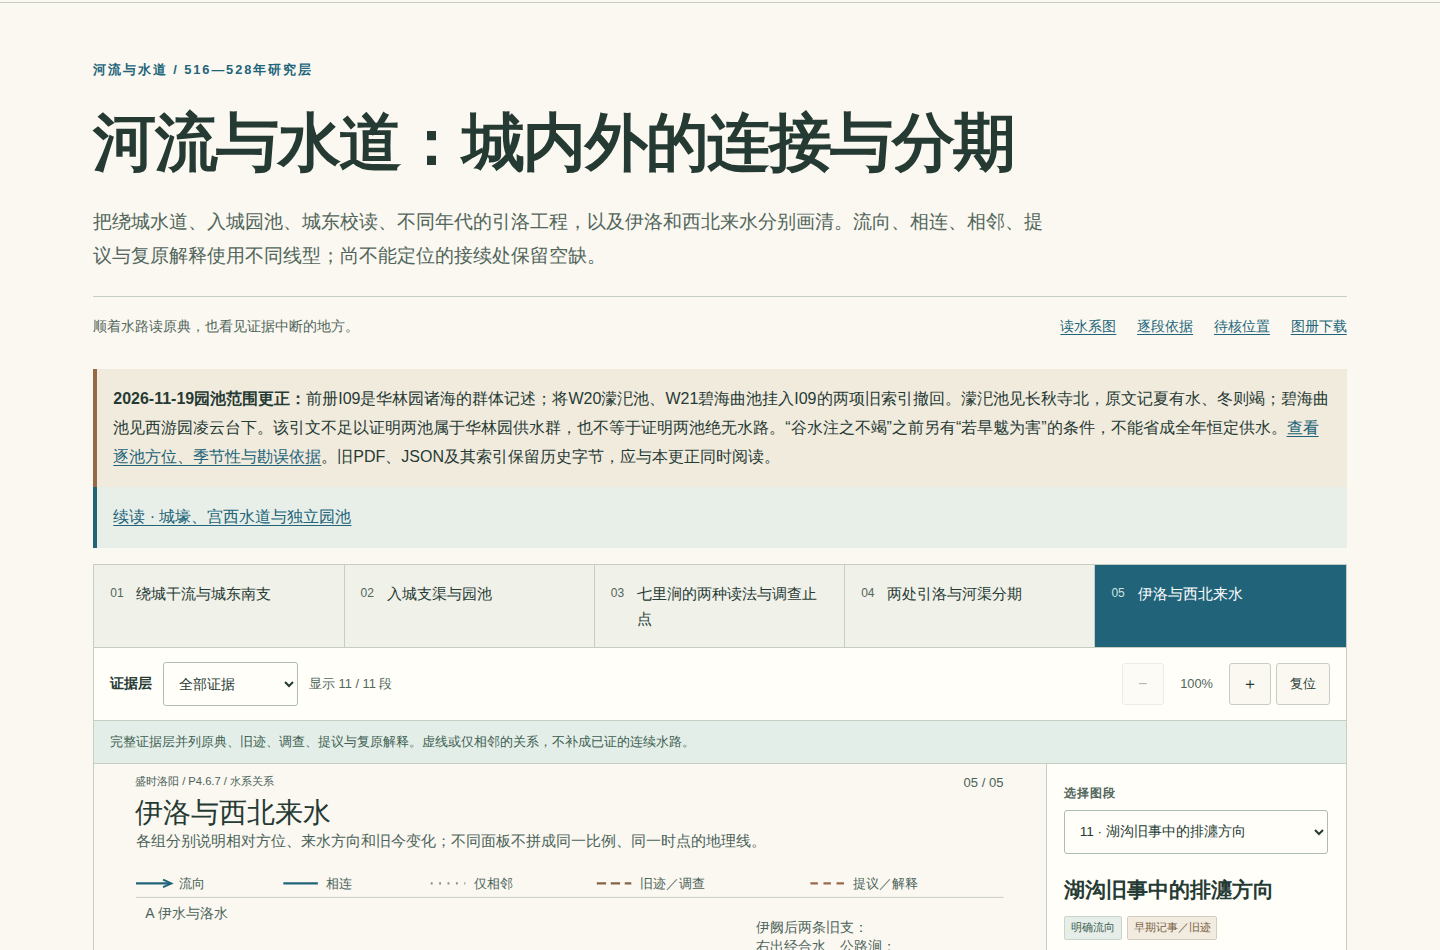 河流与水道 / 516—528年研究层
河流与水道：城内外的连接与分期
把绕城水道、入城园池、城东校读、不同年代的引洛工程，以及伊洛和西北来水分别画清。流向、相连、相邻、提
议与复原解释使用不同线型；尚不能定位的接续处保留空缺。
顺着水路读原典，也看见证据中断的地方。
读水系图 逐段依据 待核位置 图册下载
2026-11-19园池范围更正：前册I09是华林园诸海的群体记述；将W20濛汜池、W21碧海曲池挂入I09的两项旧索引撤回。濛汜池见长秋寺北，原文记夏有水、冬则竭；碧海曲
池见西游园凌云台下。该引文不足以证明两池属于华林园供水群，也不等于证明两池绝无水路。“谷水注之不竭”之前另有“若旱魃为害”的条件，不能省成全年恒定供水。查看
逐池方位、季节性与勘误依据。旧PDF、JSON及其索引保留历史字节，应与本更正同时阅读。
续读 · 城壕、宫西水道与独立园池
01 绕城干流与城东南支
02 入城支渠与园池
03 七里涧的两种读法与调查止
点
04 两处引洛与河渠分期
05 伊洛与西北来水
证据层 全部证据 显示 11 / 11 段
− 100% + 复位
完整证据层并列原典、旧迹、调查、提议与复原解释。虚线或仅相邻的关系，不补成已证的连续水路。
盛时洛阳 / P4.6.7 / 水系关系
05 / 05
伊洛与西北来水
各组分别说明相对方位、来水方向和旧今变化；不同面板不拼成同一比例、同一时点的地理线。
流向 相连 仅相邻 旧迹／调查 提议／解释
A 伊水与洛水
伊阙后两条旧支：
右出经合水、公路涧；
选择图段
11 · 湖沟旧事中的排瀍方向
湖沟旧事中的排瀍方向
明确流向 早期记事／旧迹